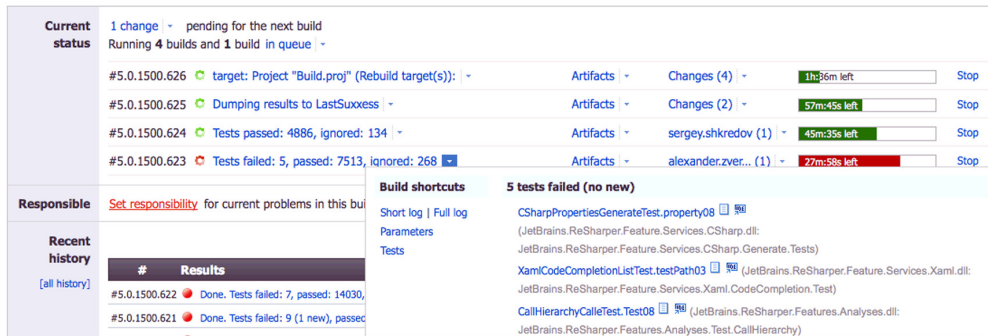 Current status
1 change pending for the next build
Running 4 builds and 1 build in queue
#5.0.1500.626 target: Project "Build.proj" (Rebuild target(s)): Artifacts Changes (4) 1h:36m left Stop
#5.0.1500.625 Dumping results to LastSuxxess Artifacts Changes (2) 57m:45s left Stop
#5.0.1500.624 Tests passed: 4886, ignored: 134 Artifacts sergey.shkredov (1) 45m:35s left Stop
#5.0.1500.623 Tests failed: 5, passed: 7513, ignored: 268 Artifacts alexander.zver... (1) 27m:58s left Stop
Responsible
Set responsibility for current problems in this bui
Recent history
[all history]
# Results
#5.0.1500.622 Done. Tests failed: 7, passed: 14030,
#5.0.1500.621 Done. Tests failed: 9 (1 new), passed
Build shortcuts
Short log | Full log
Parameters
Tests
5 tests failed (no new)
CSharpPropertiesGenerateTest.property08
(JetBrains.ReSharper.Feature.Services.CSharp.dll:
JetBrains.ReSharper.Feature.Services.CSharp.Generate.Tests)
XamlCodeCompletionListTest.testPath03 (JetBrains.ReSharper.Feature.Services.Xaml.dll:
JetBrains.ReSharper.Feature.Services.Xaml.CodeCompletion.Test)
CallHierarchyCalleTest.Test08 (JetBrains.ReSharper.Features.Analyses.dll:
JetBrains.ReSharper.Features.Analyses.Test.CallHierarchy)